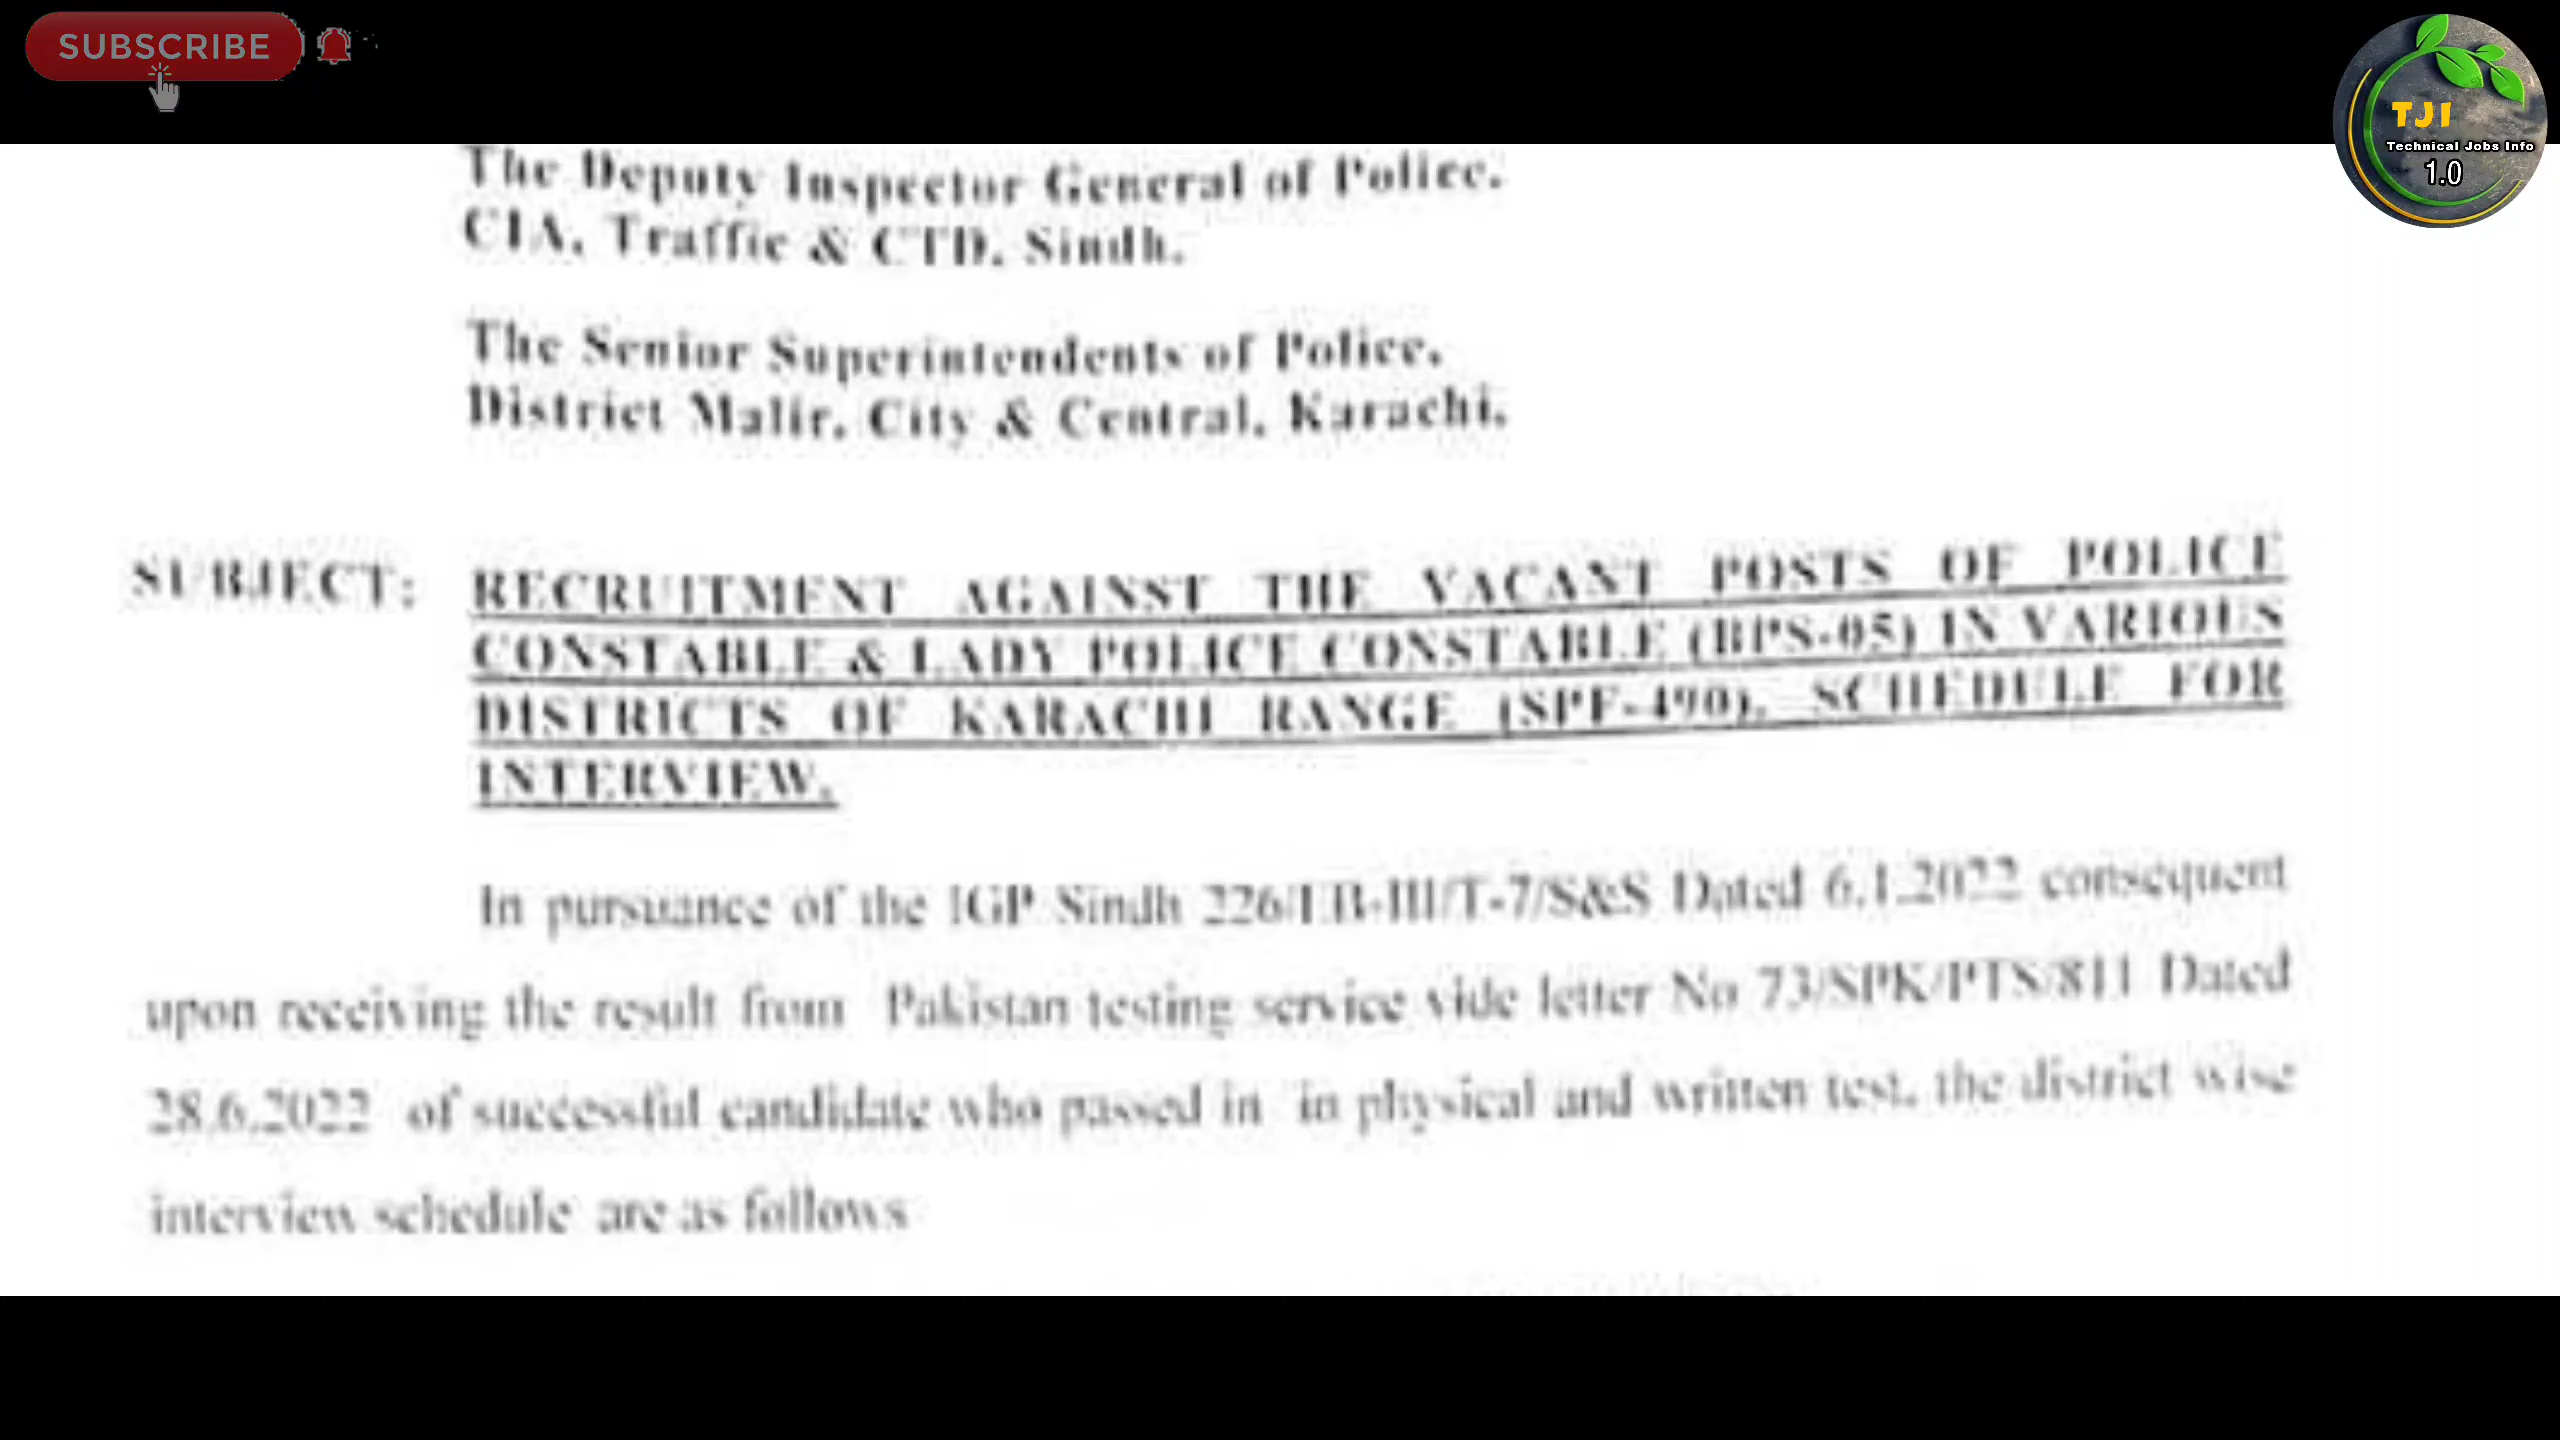 SUBSCRIBE
TJI
Technical Jobs Info
1.0
The Deputy Inspector General of Police,
CIA, Traffic & CTD, Sindh.
The Senior Superintendents of Police,
District Malir, City & Central, Karachi.
SUBJECT: RECRUITMENT AGAINST THE VACANT POSTS OF POLICE
CONSTABLE & LADY POLICE CONSTABLE (BPS-05) IN VARIOUS
DISTRICTS OF KARACHI RANGE (SPF-490), SCHEDULE FOR
INTERVIEW.
In pursuance of the IGP Sindh 226/EB-III/T-7/S&S Dated 6.1.2022 consequent
upon receiving the result from Pakistan testing service vide letter No 73/SPK/PTS/811 Dated
28.6.2022 of successful candidate who passed in in physical and written test, the district wise
interview schedule are as follows